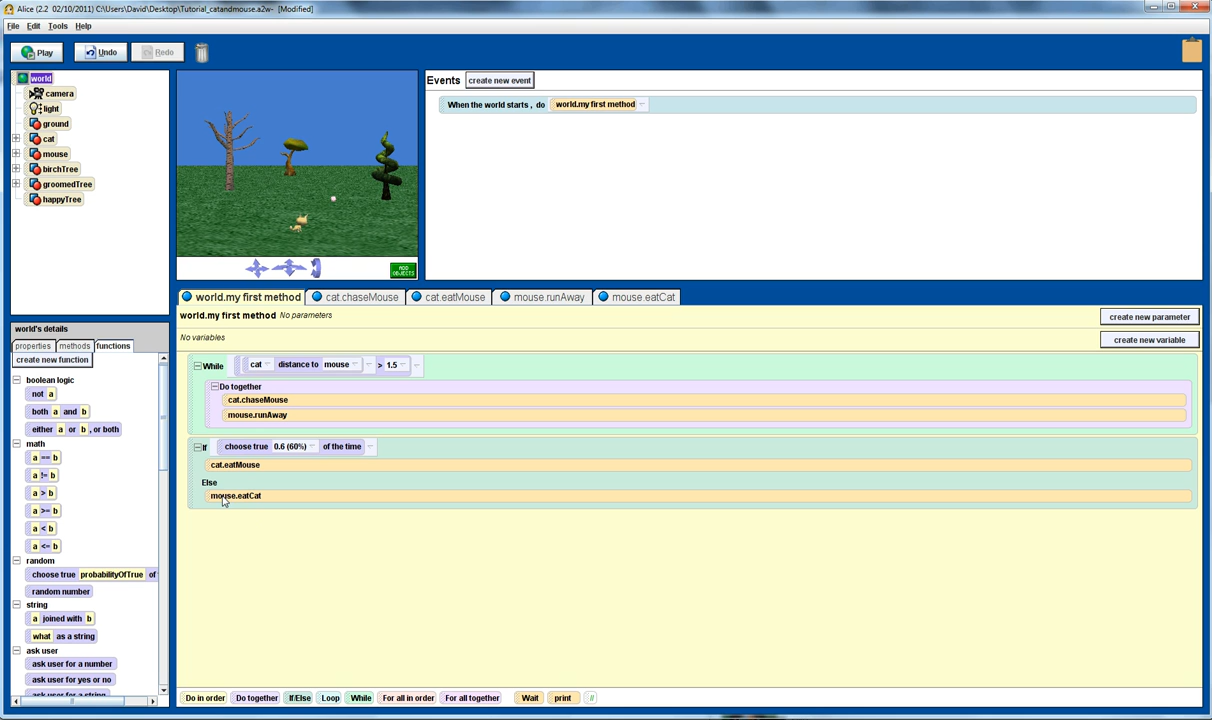 Alice (2.2 02/10/2011) C:\Users\David\Desktop\Tutorial_catandmouse.a2w- [Modified]
File Edit Tools Help
Play Undo Redo
world
camera
light
ground
cat
mouse
birchTree
groomedTree
happyTree
ADD OBJECTS
Events create new event
When the world starts, do world.my first method
world's details
properties methods functions
create new function
boolean logic
not a
both a and b
either a or b, or both
math
a == b
a != b
a > b
a >= b
a < b
a <= b
random
choose true probabilityOfTrue of
random number
string
a joined with b
what as a string
ask user
ask user for a number
ask user for yes or no
ask user for a string
world.my first method cat.chaseMouse cat.eatMouse mouse.runAway mouse.eatCat
world.my first method No parameters create new parameter
No variables create new variable
While cat distance to mouse > 1.5
Do together
cat.chaseMouse
mouse.runAway
If choose true 0.6 (60%) of the time
cat.eatMouse
Else
mouse.eatCat
Do in order Do together If/Else Loop While For all in order For all together Wait print //